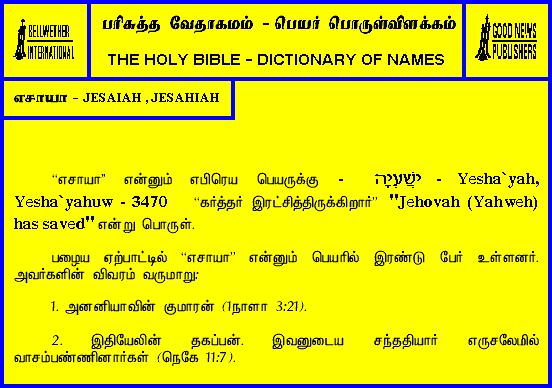 BELLWETHER
INTERNATIONAL
பரிசுத்த வேதாகமம் - பெயர் பொருள்விளக்கம்
THE HOLY BIBLE - DICTIONARY OF NAMES
GOOD NEWS
PUBLISHERS
எசாயா - JESAIAH , JESAHIAH
“எசாயா” என்னும் எபிரெய பெயருக்கு - יְשַׁעְיָה - Yesha`yah,
Yesha`yahuw - 3470 “கர்த்தர் இரட்சித்திருக்கிறார்” "Jehovah (Yahweh)
has saved" என்று பொருள்.
பழைய ஏற்பாட்டில் “எசாயா” என்னும் பெயரில் இரண்டு பேர் உள்ளனர்.
அவர்களின் விவரம் வருமாறு:
1. அனனியாவின் குமாரன் (1நாளா 3:21).
2. இதியேலின் தகப்பன். இவனுடைய சந்ததியார் எருசலேமில்
வாசம்பண்ணினார்கள் (நெகே 11:7).